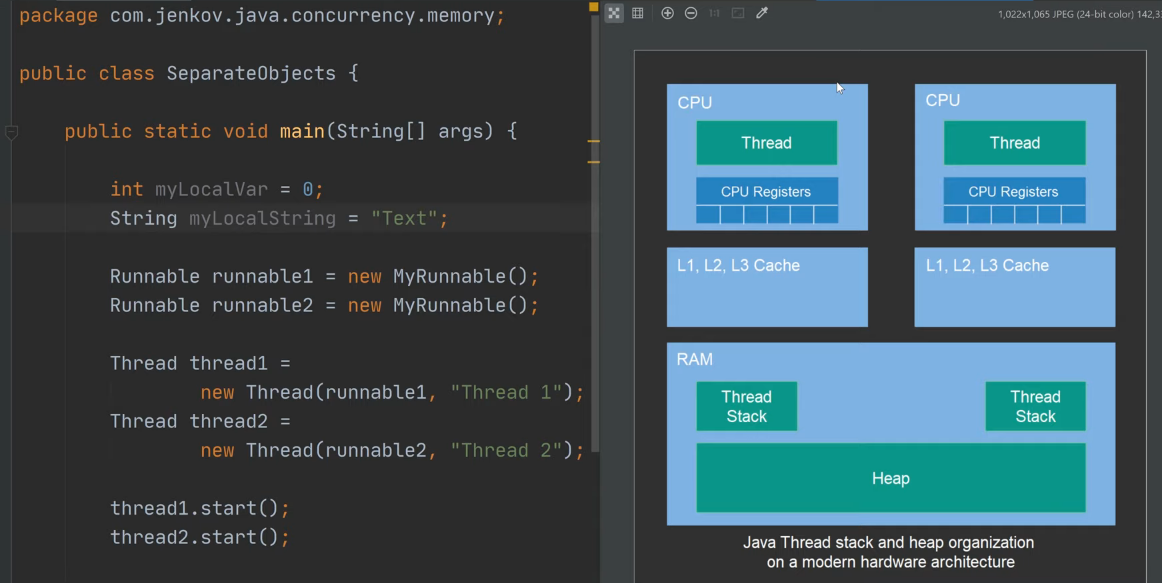 package com.jenkov.java.concurrency.memory;
public class SeparateObjects {
public static void main(String[] args) {
int myLocalVar = 0;
String myLocalString = "Text";
Runnable runnable1 = new MyRunnable();
Runnable runnable2 = new MyRunnable();
Thread thread1 =
new Thread(runnable1, "Thread 1");
Thread thread2 =
new Thread(runnable2, "Thread 2");
thread1.start();
thread2.start();
1:1
1,022x1,065 JPEG (24-bit color) 142,3
CPU
Thread
CPU Registers
CPU
Thread
CPU Registers
L1, L2, L3 Cache
L1, L2, L3 Cache
RAM
Thread
Stack
Thread
Stack
Heap
Java Thread stack and heap organization
on a modern hardware architecture